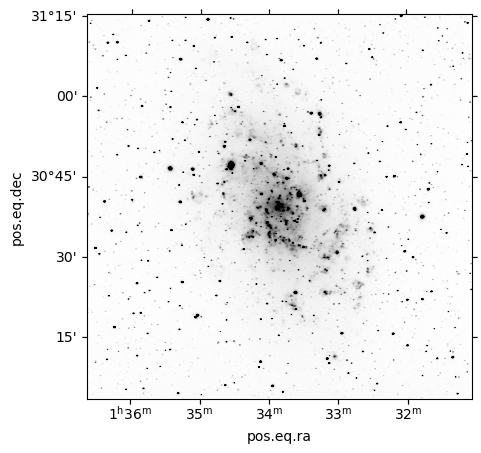 31°15'
00'
30°45'
30'
15'
1ʰ36ᵐ 35ᵐ 34ᵐ 33ᵐ 32ᵐ
pos.eq.ra
pos.eq.dec